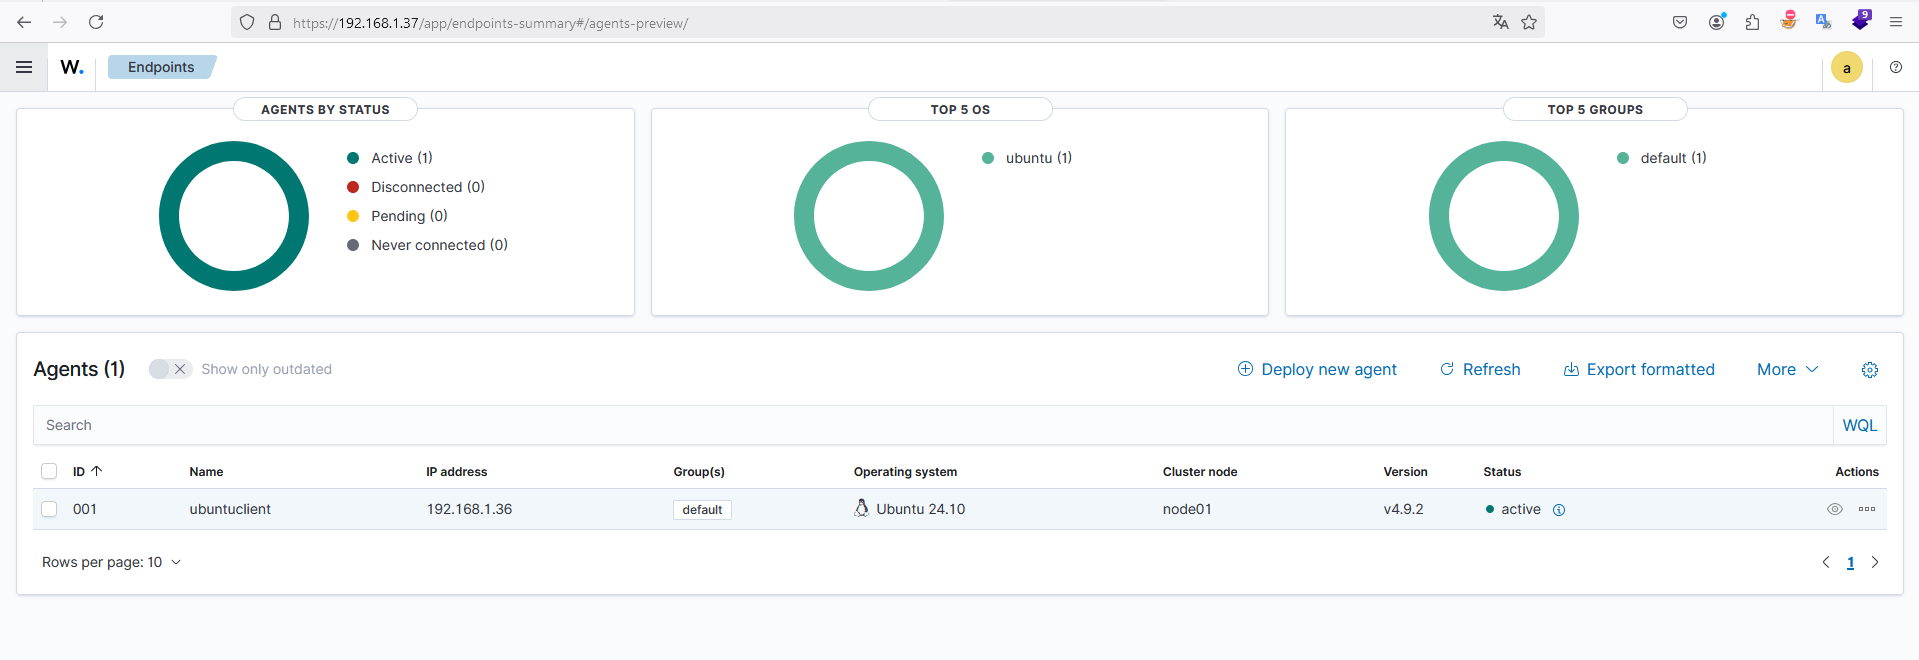 https://192.168.1.37/app/endpoints-summary#/agents-preview/
9
W. Endpoints a
AGENTS BY STATUS
Active (1)
Disconnected (0)
Pending (0)
Never connected (0)
TOP 5 OS
ubuntu (1)
TOP 5 GROUPS
default (1)
Agents (1) Show only outdated Deploy new agent Refresh Export formatted More
Search WQL
ID Name IP address Group(s) Operating system Cluster node Version Status Actions
001 ubuntuclient 192.168.1.36 default Ubuntu 24.10 node01 v4.9.2 active
Rows per page: 10 1